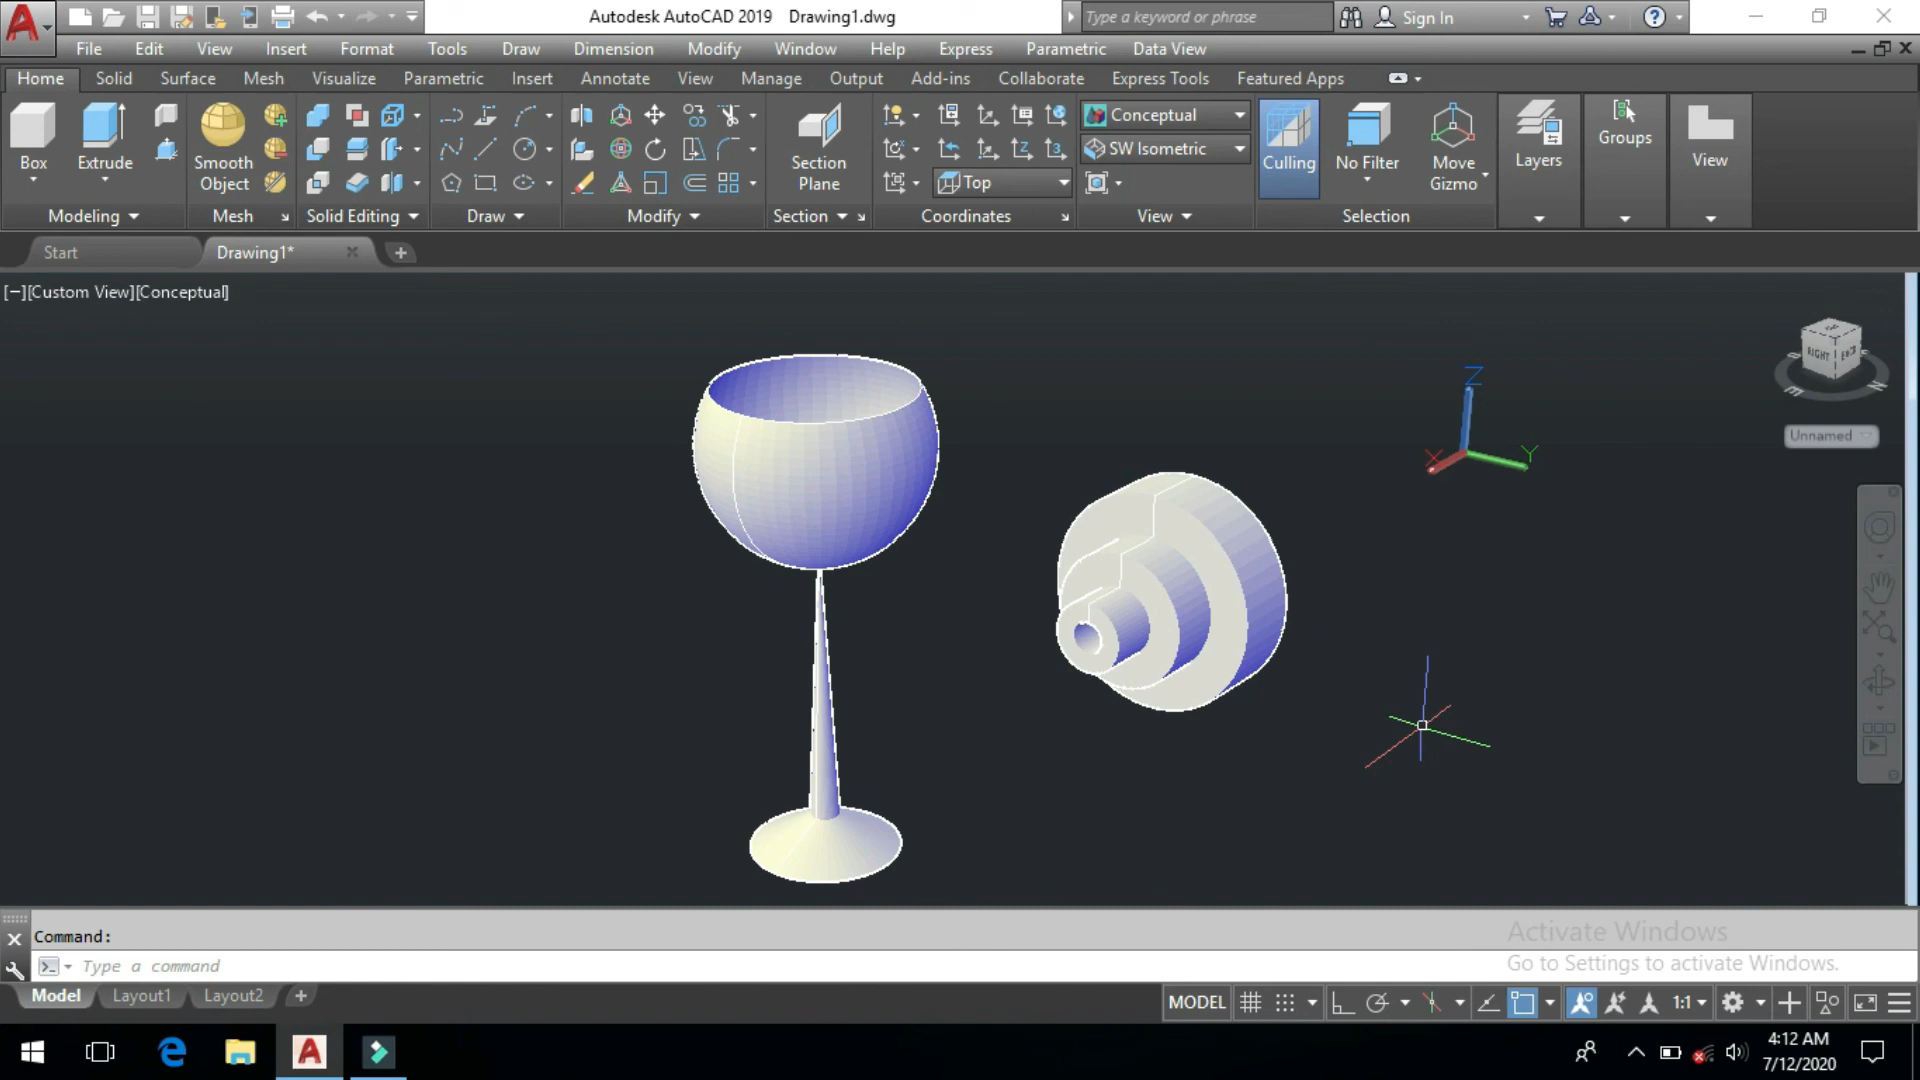 Autodesk AutoCAD 2019 Drawing1.dwg
Type a keyword or phrase
Sign In
File Edit View Insert Format Tools Draw Dimension Modify Window Help Express Parametric Data View
Home Solid Surface Mesh Visualize Parametric Insert Annotate View Manage Output Add-ins Collaborate Express Tools Featured Apps
Box
Extrude
Smooth Object
Section Plane
Top
Conceptual
SW Isometric
Culling
No Filter
Move Gizmo
Layers
Groups
View
Modeling Mesh Solid Editing Draw Modify Section Coordinates View Selection
Start Drawing1*
[−][Custom View][Conceptual]
Z
X
Y
RIGHT
N
E
Unnamed
Command:
Type a command
Activate Windows
Go to Settings to activate Windows.
Model Layout1 Layout2
MODEL
1:1
4:12 AM
7/12/2020